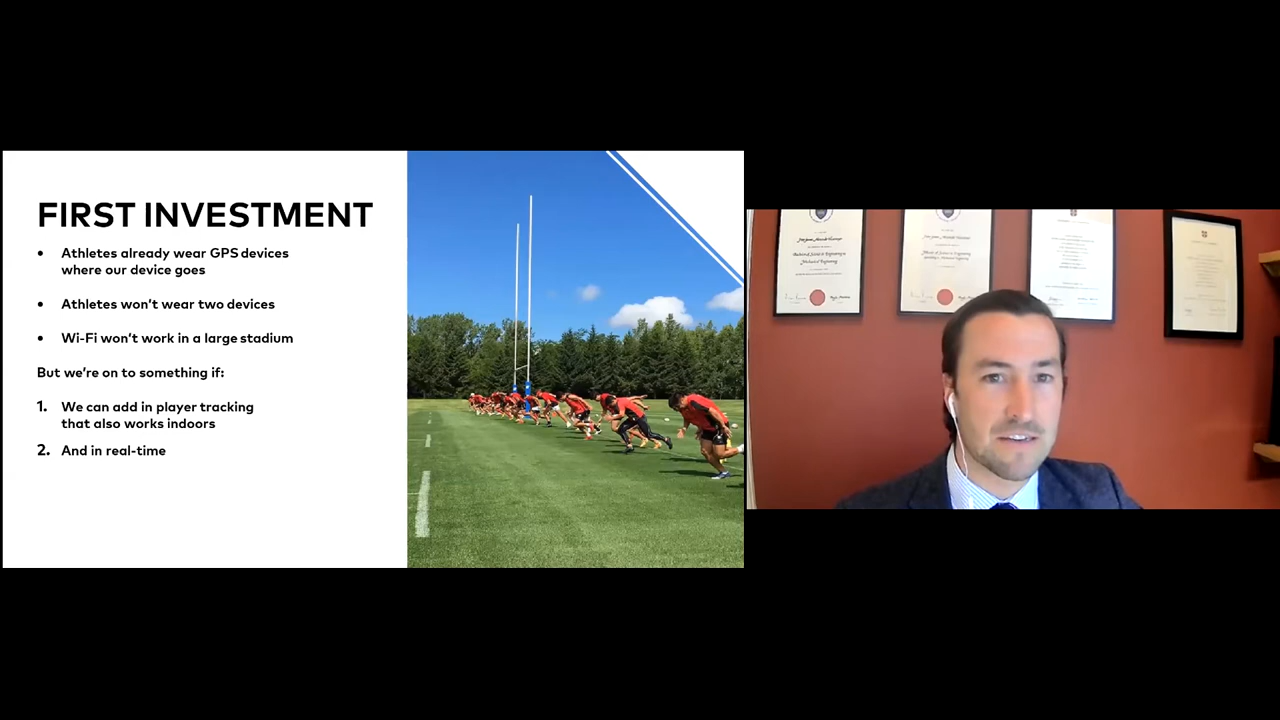 FIRST INVESTMENT
• Athletes already wear GPS devices
where our device goes
• Athletes won't wear two devices
• Wi-Fi won't work in a large stadium
But we're on to something if:
1. We can add in player tracking
that also works indoors
2. And in real-time